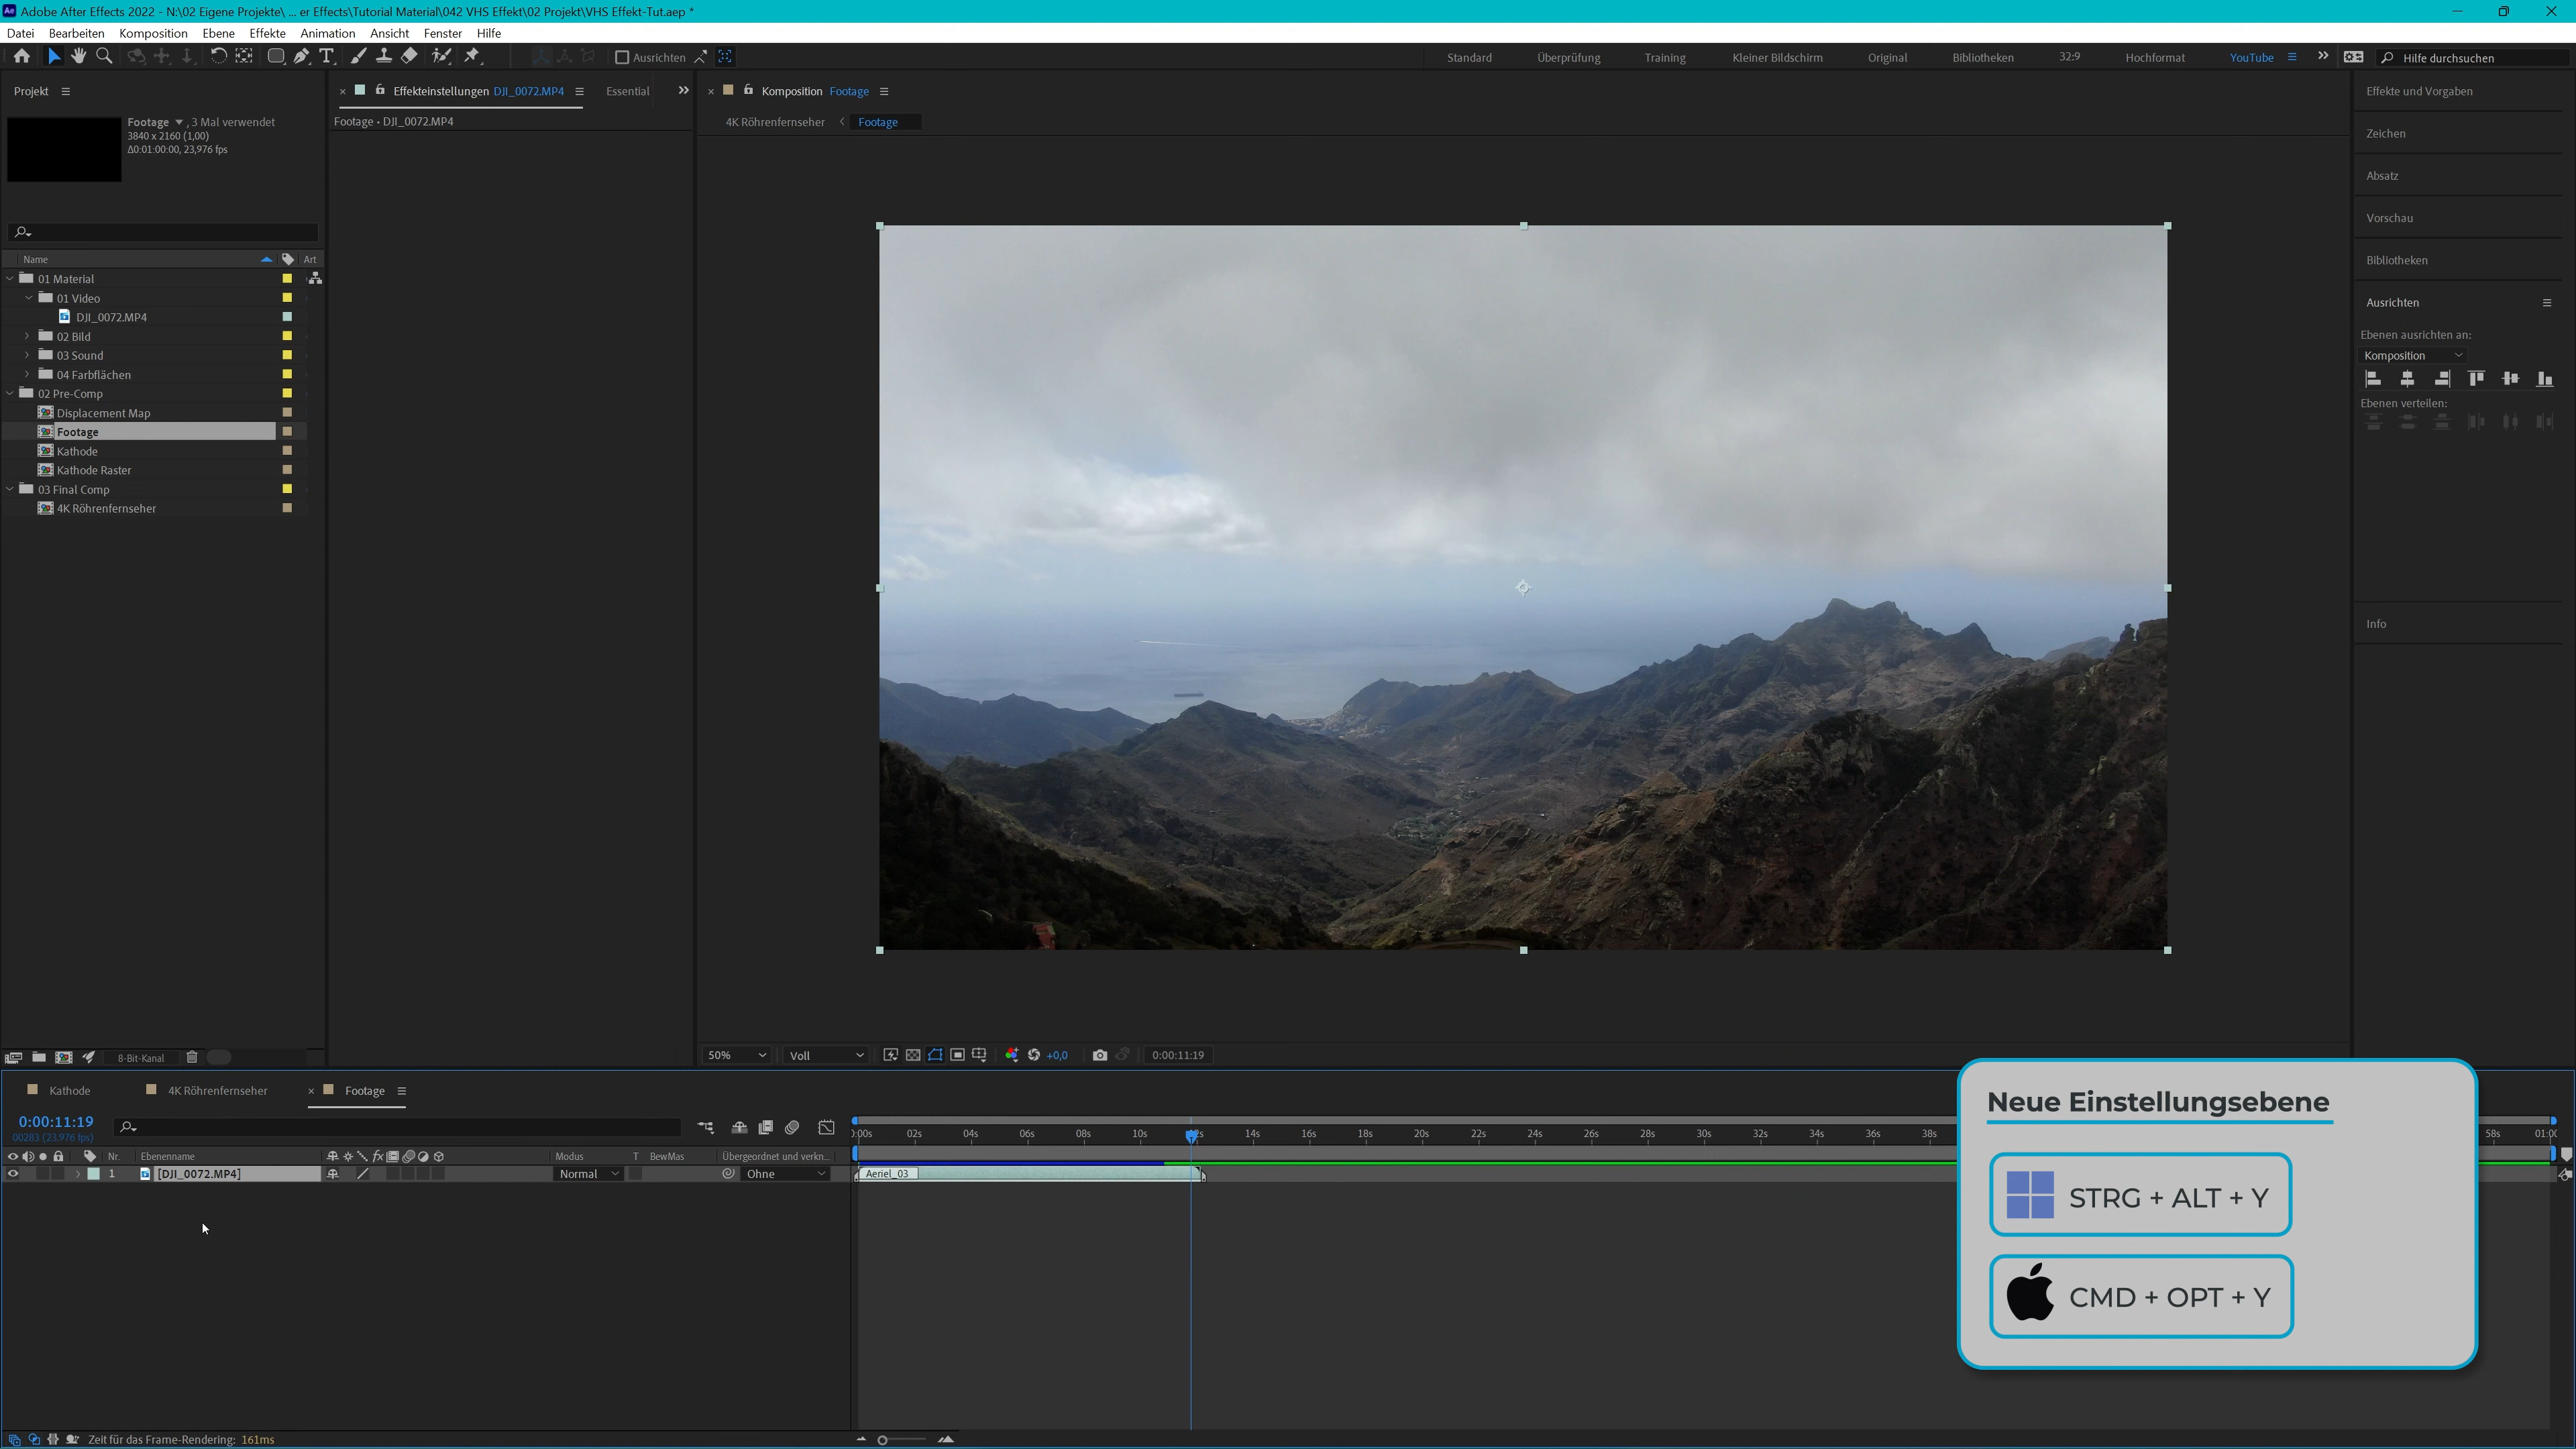 Adobe After Effects 2022 - N:\02 Eigene Projekte\ ... er Effects\Tutorial Material\042 VHS Effekt\02 Projekt\VHS Effekt-Tut.aep *
Datei Bearbeiten Komposition Ebene Effekte Animation Ansicht Fenster Hilfe
Ausrichten Standard Überprüfung Training Kleiner Bildschirm Original Bibliotheken 32:9 Hochformat YouTube Hilfe durchsuchen
Projekt
Footage , 3 Mal verwendet
3840 x 2160 (1,00)
Δ0:01:00:00, 23,976 fps
Name Art
01 Material
01 Video
DJI_0072.MP4
02 Bild
03 Sound
04 Farbflächen
02 Pre-Comp
Displacement Map
Footage
Kathode
Kathode Raster
03 Final Comp
4K Röhrenfernseher
8-Bit-Kanal
Effekteinstellungen DJI_0072.MP4 Essential
Footage • DJI_0072.MP4
Komposition Footage
4K Röhrenfernseher Footage
50% Voll +0,0 0:00:11:19
Effekte und Vorgaben
Zeichen
Absatz
Vorschau
Bibliotheken
Ausrichten
Ebenen ausrichten an:
Komposition
Ebenen verteilen:
Info
Kathode 4K Röhrenfernseher Footage
0:00:11:19
00283 (23,976 fps)
Nr. Ebenenname Modus T BewMas Übergeordnet und verkn...
1 [DJI_0072.MP4] Normal Ohne
:00s 02s 04s 06s 08s 10s 14s 16s 18s 20s 22s 24s 26s 28s 30s 32s 34s 36s 38s 58s
Aeriel_03
Neue Einstellungsebene
STRG + ALT + Y
CMD + OPT + Y
Zeit für das Frame-Rendering: 161ms